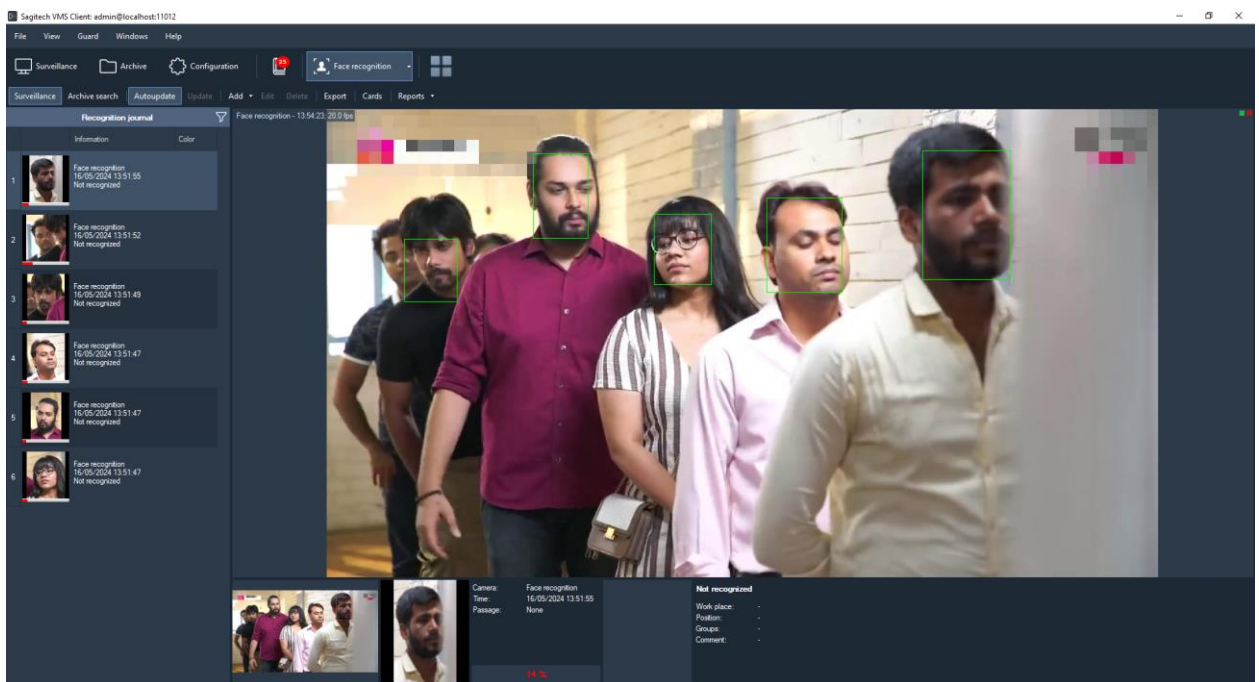 Sagitech VMS Client: admin@localhost:11012
File View Guard Windows Help
Surveillance Archive Configuration 25 Face recognition
Surveillance Archive search Autoupdate Update Add Edit Delete Export Cards Reports
Recognition journal
Face recognition - 13:54:23; 20.0 fps
Information Color
1
Face recognition
16/05/2024 13:51:55
Not recognized
2
Face recognition
16/05/2024 13:51:52
Not recognized
3
Face recognition
16/05/2024 13:51:49
Not recognized
4
Face recognition
16/05/2024 13:51:47
Not recognized
5
Face recognition
16/05/2024 13:51:47
Not recognized
6
Face recognition
16/05/2024 13:51:47
Not recognized
Camera: Face recognition
Time: 16/05/2024 13:51:55
Passage: None
14 %
Not recognized
Work place: -
Position: -
Groups: -
Comment: -